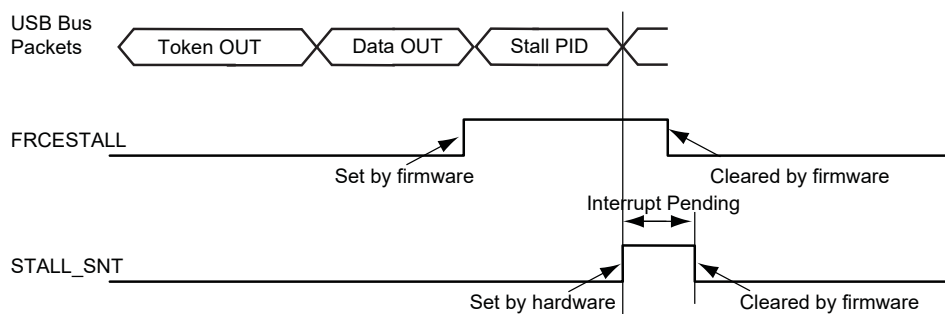 USB Bus
Packets
Token OUT
Data OUT
Stall PID
FRCESTALL
Set by firmware
Cleared by firmware
Interrupt Pending
STALL_SNT
Set by hardware
Cleared by firmware